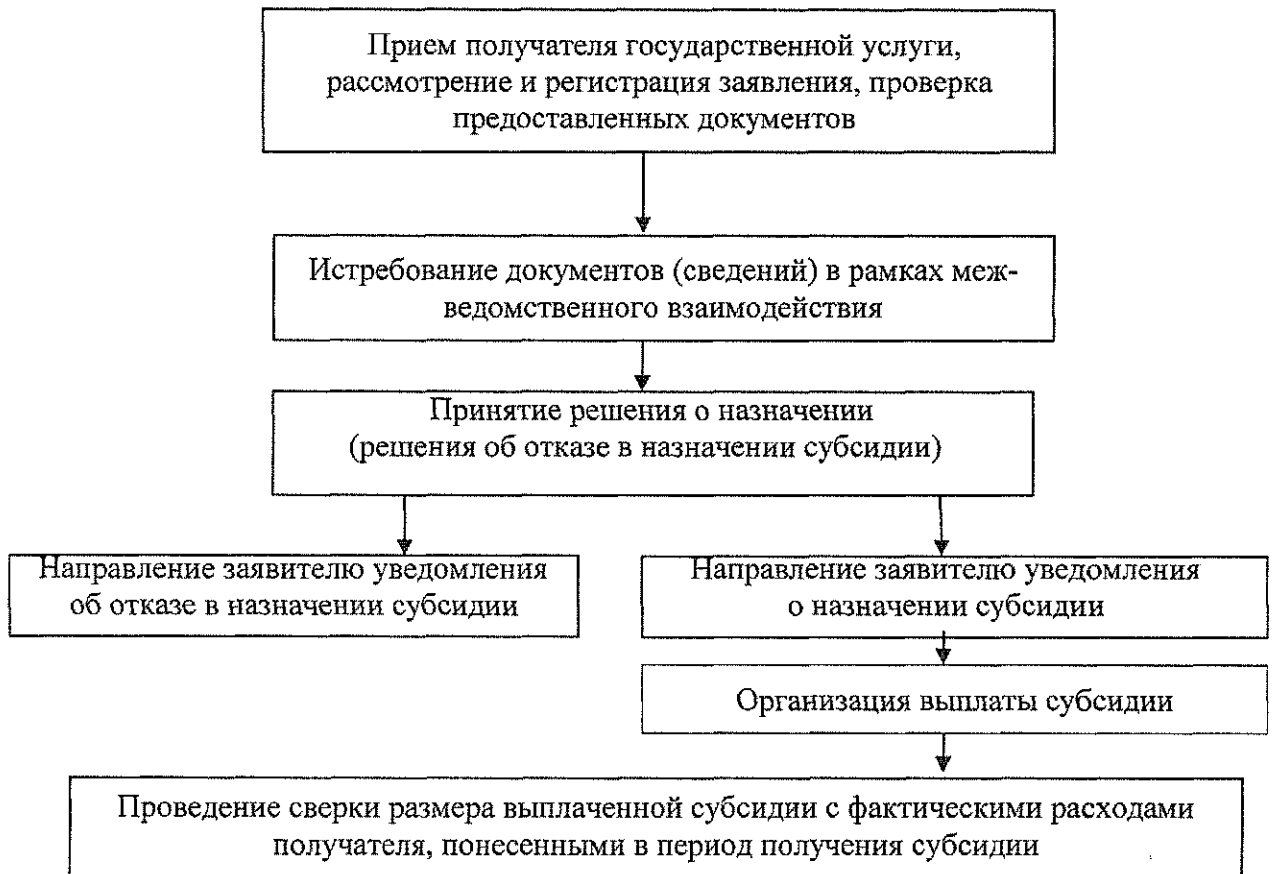 Прием получателя государственной услуги,
рассмотрение и регистрация заявления, проверка
предоставленных документов
Истребование документов (сведений) в рамках меж-
ведомственного взаимодействия
Принятие решения о назначении
(решения об отказе в назначении субсидии)
Направление заявителю уведомления
об отказе в назначении субсидии
Направление заявителю уведомления
о назначении субсидии
Организация выплаты субсидии
Проведение сверки размера выплаченной субсидии с фактическими расходами
получателя, понесенными в период получения субсидии